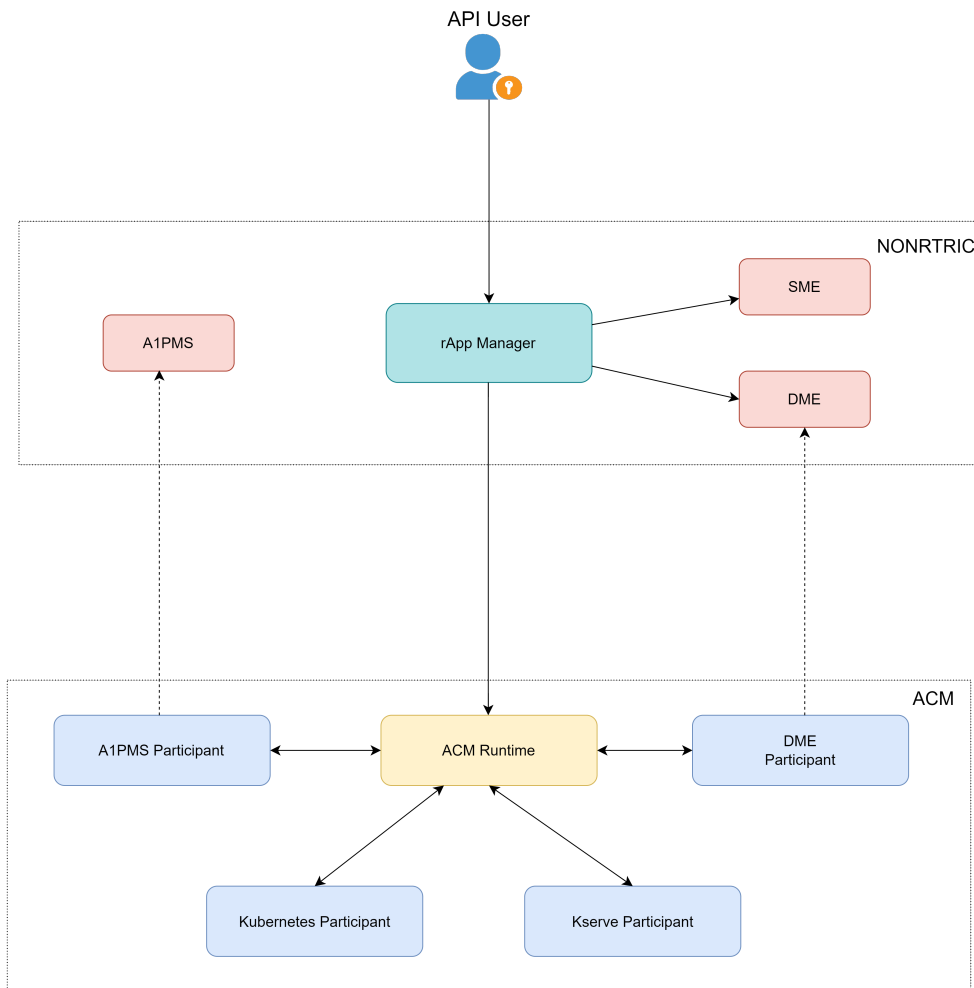 API User
NONRTRIC
SME
A1PMS
rApp Manager
DME
ACM
A1PMS Participant
ACM Runtime
DME
Participant
Kubernetes Participant
Kserve Participant